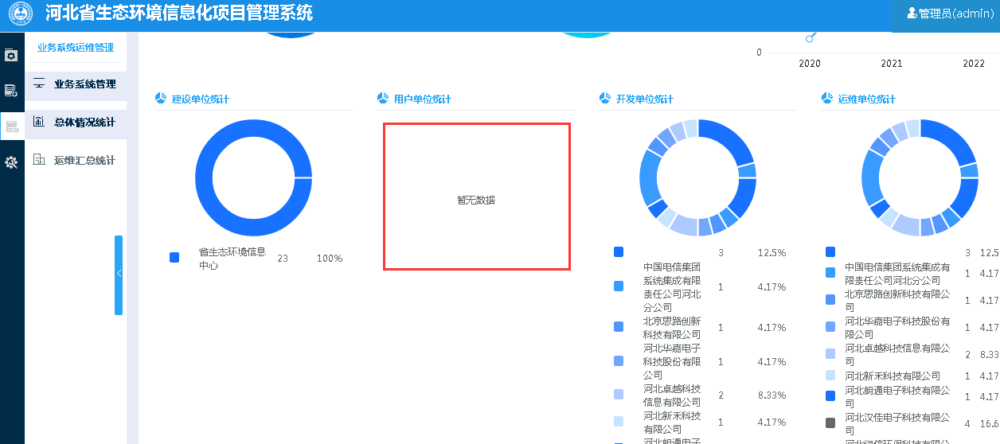 河北省生态环境信息化项目管理系统
管理员(admin)
业务系统运维管理
业务系统管理
总体情况统计
运维汇总统计
0
2020
2021
2022
建设单位统计
省生态环境信息
中心
23
100%
用户单位统计
暂无数据
开发单位统计
3
12.5%
中国电信集团
系统集成有限
责任公司河北
分公司
1
4.17%
北京思路创新
科技有限公司
1
4.17%
河北华嘉电子
科技股份有限
公司
1
4.17%
河北卓越科技
信息有限公司
2
8.33%
河北新禾科技
有限公司
1
4.17%
河北朗通电子
运维单位统计
3
12.5
中国电信集团系统集成有
限责任公司河北分公司
1
4.17
北京思路创新科技有限公
司
1
4.17
河北华嘉电子科技股份有
限公司
1
4.17
河北卓越科技信息有限公
司
2
8.33
河北新禾科技有限公司
1
4.17
河北朗通电子科技有限公
司
1
4.17
河北汉佳电子科技有限公
司
4
16.6